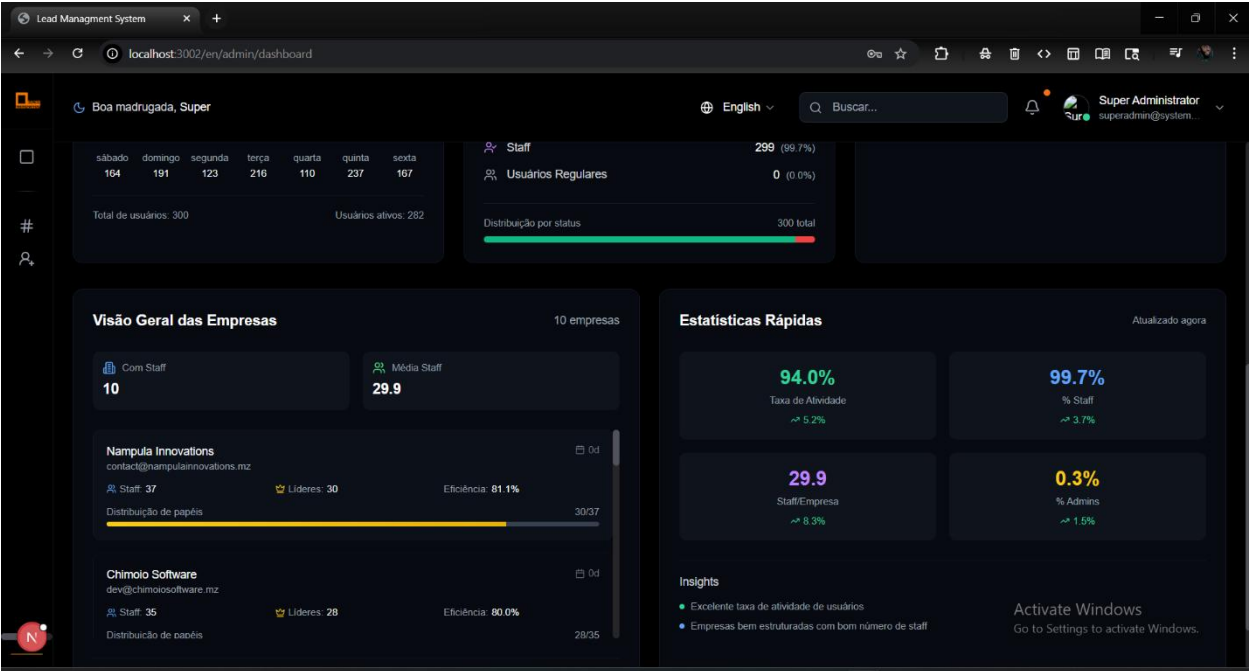 Lead Managment System
localhost:3002/en/admin/dashboard
Boa madrugada, Super
English
Buscar...
Super Administrator
superadmin@system...
sábado domingo segunda terça quarta quinta sexta
164 191 123 216 110 237 167
Total de usuários: 300 Usuários ativos: 282
Staff 299 (99.7%)
Usuários Regulares 0 (0.0%)
Distribuição por status 300 total
Visão Geral das Empresas 10 empresas
Com Staff
10
Média Staff
29.9
Nampula Innovations 0d
contact@nampulainnovations.mz
Staff: 37 Líderes: 30 Eficiência: 81.1%
Distribuição de papéis 30/37
Chimoio Software 0d
dev@chimoiosoftware.mz
Staff: 35 Líderes: 28 Eficiência: 80.0%
Distribuição de papéis 28/35
Estatísticas Rápidas Atualizado agora
94.0%
Taxa de Atividade
5.2%
99.7%
% Staff
3.7%
29.9
Staff/Empresa
8.3%
0.3%
% Admins
1.5%
Insights
Excelente taxa de atividade de usuários
Empresas bem estruturadas com bom número de staff
Activate Windows
Go to Settings to activate Windows.
N